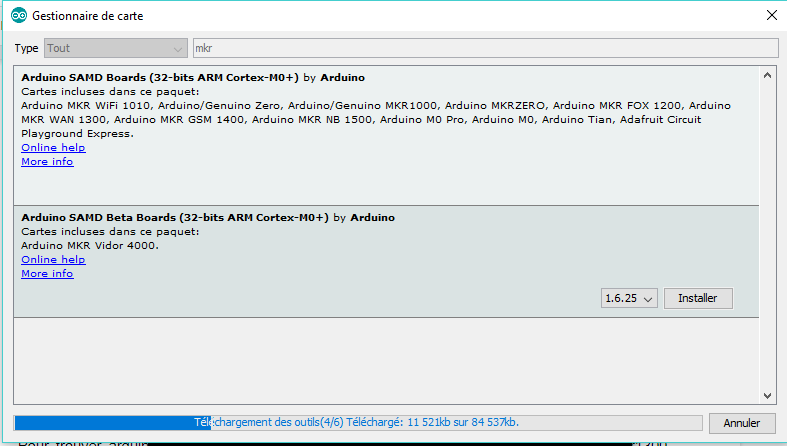 Gestionnaire de carte
Type Tout mkr
Arduino SAMD Boards (32-bits ARM Cortex-M0+) by Arduino
Cartes incluses dans ce paquet:
Arduino MKR WiFi 1010, Arduino/Genuino Zero, Arduino/Genuino MKR1000, Arduino MKRZERO, Arduino MKR FOX 1200, Arduino
MKR WAN 1300, Arduino MKR GSM 1400, Arduino MKR NB 1500, Arduino M0 Pro, Arduino M0, Arduino Tian, Adafruit Circuit
Playground Express.
Online help
More info
Arduino SAMD Beta Boards (32-bits ARM Cortex-M0+) by Arduino
Cartes incluses dans ce paquet:
Arduino MKR Vidor 4000.
Online help
More info
1.6.25 Installer
Téléchargement des outils(4/6) Téléchargé: 11 521kb sur 84 537kb.
Annuler